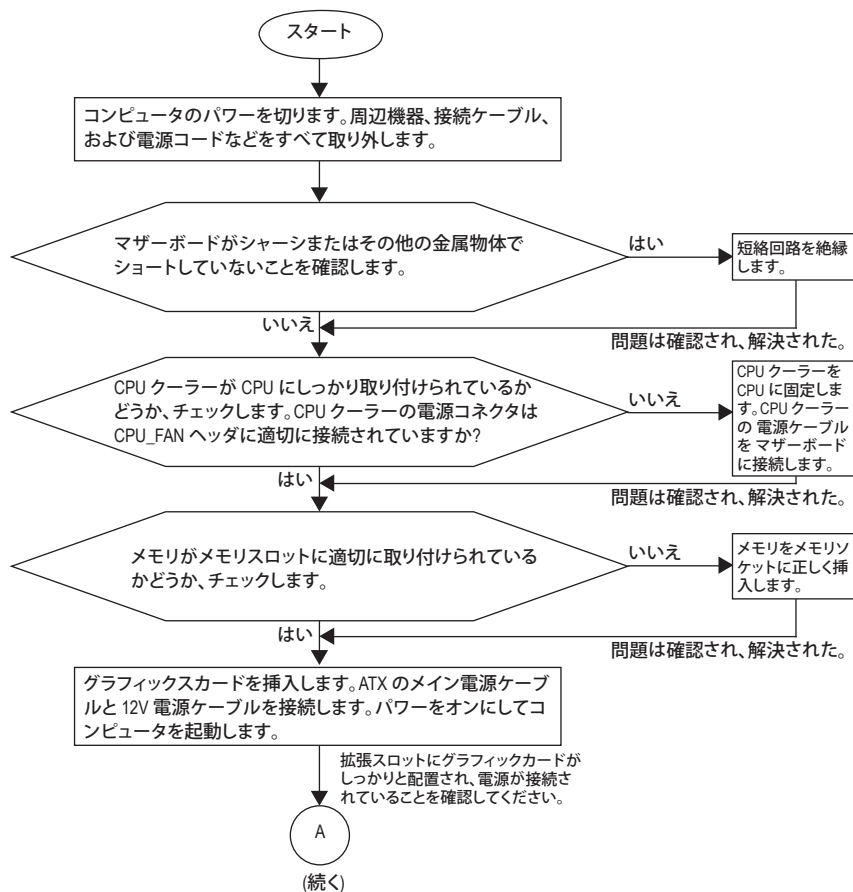 スタート
コンピュータのパワーを切ります。周辺機器、接続ケーブル、
および電源コードなどをすべて取り外します。
マザーボードがシャーシまたはその他の金属物体で
ショートしていないことを確認します。
はい
短絡回路を絶縁
します。
いいえ
問題は確認され、解決された。
CPU クーラーが CPU にしっかり取り付けられているか
どうか、チェックします。CPU クーラーの電源コネクタは
CPU_FAN ヘッダに適切に接続されていますか?
いいえ
CPU クーラーを
CPU に固定しま
す。CPU クーラー
の 電源ケーブル
を マザーボード
に接続します。
はい
問題は確認され、解決された。
メモリがメモリスロットに適切に取り付けられている
かどうか、チェックします。
いいえ
メモリをメモリソ
ケットに正しく挿
入します。
はい
問題は確認され、解決された。
グラフィックスカードを挿入します。ATX のメイン電源ケーブ
ルと 12V 電源ケーブルを接続します。パワーをオンにしてコ
ンピュータを起動します。
拡張スロットにグラフィックカードが
しっかりと配置され、電源が接続さ
れていることを確認してください。
A
(続く)